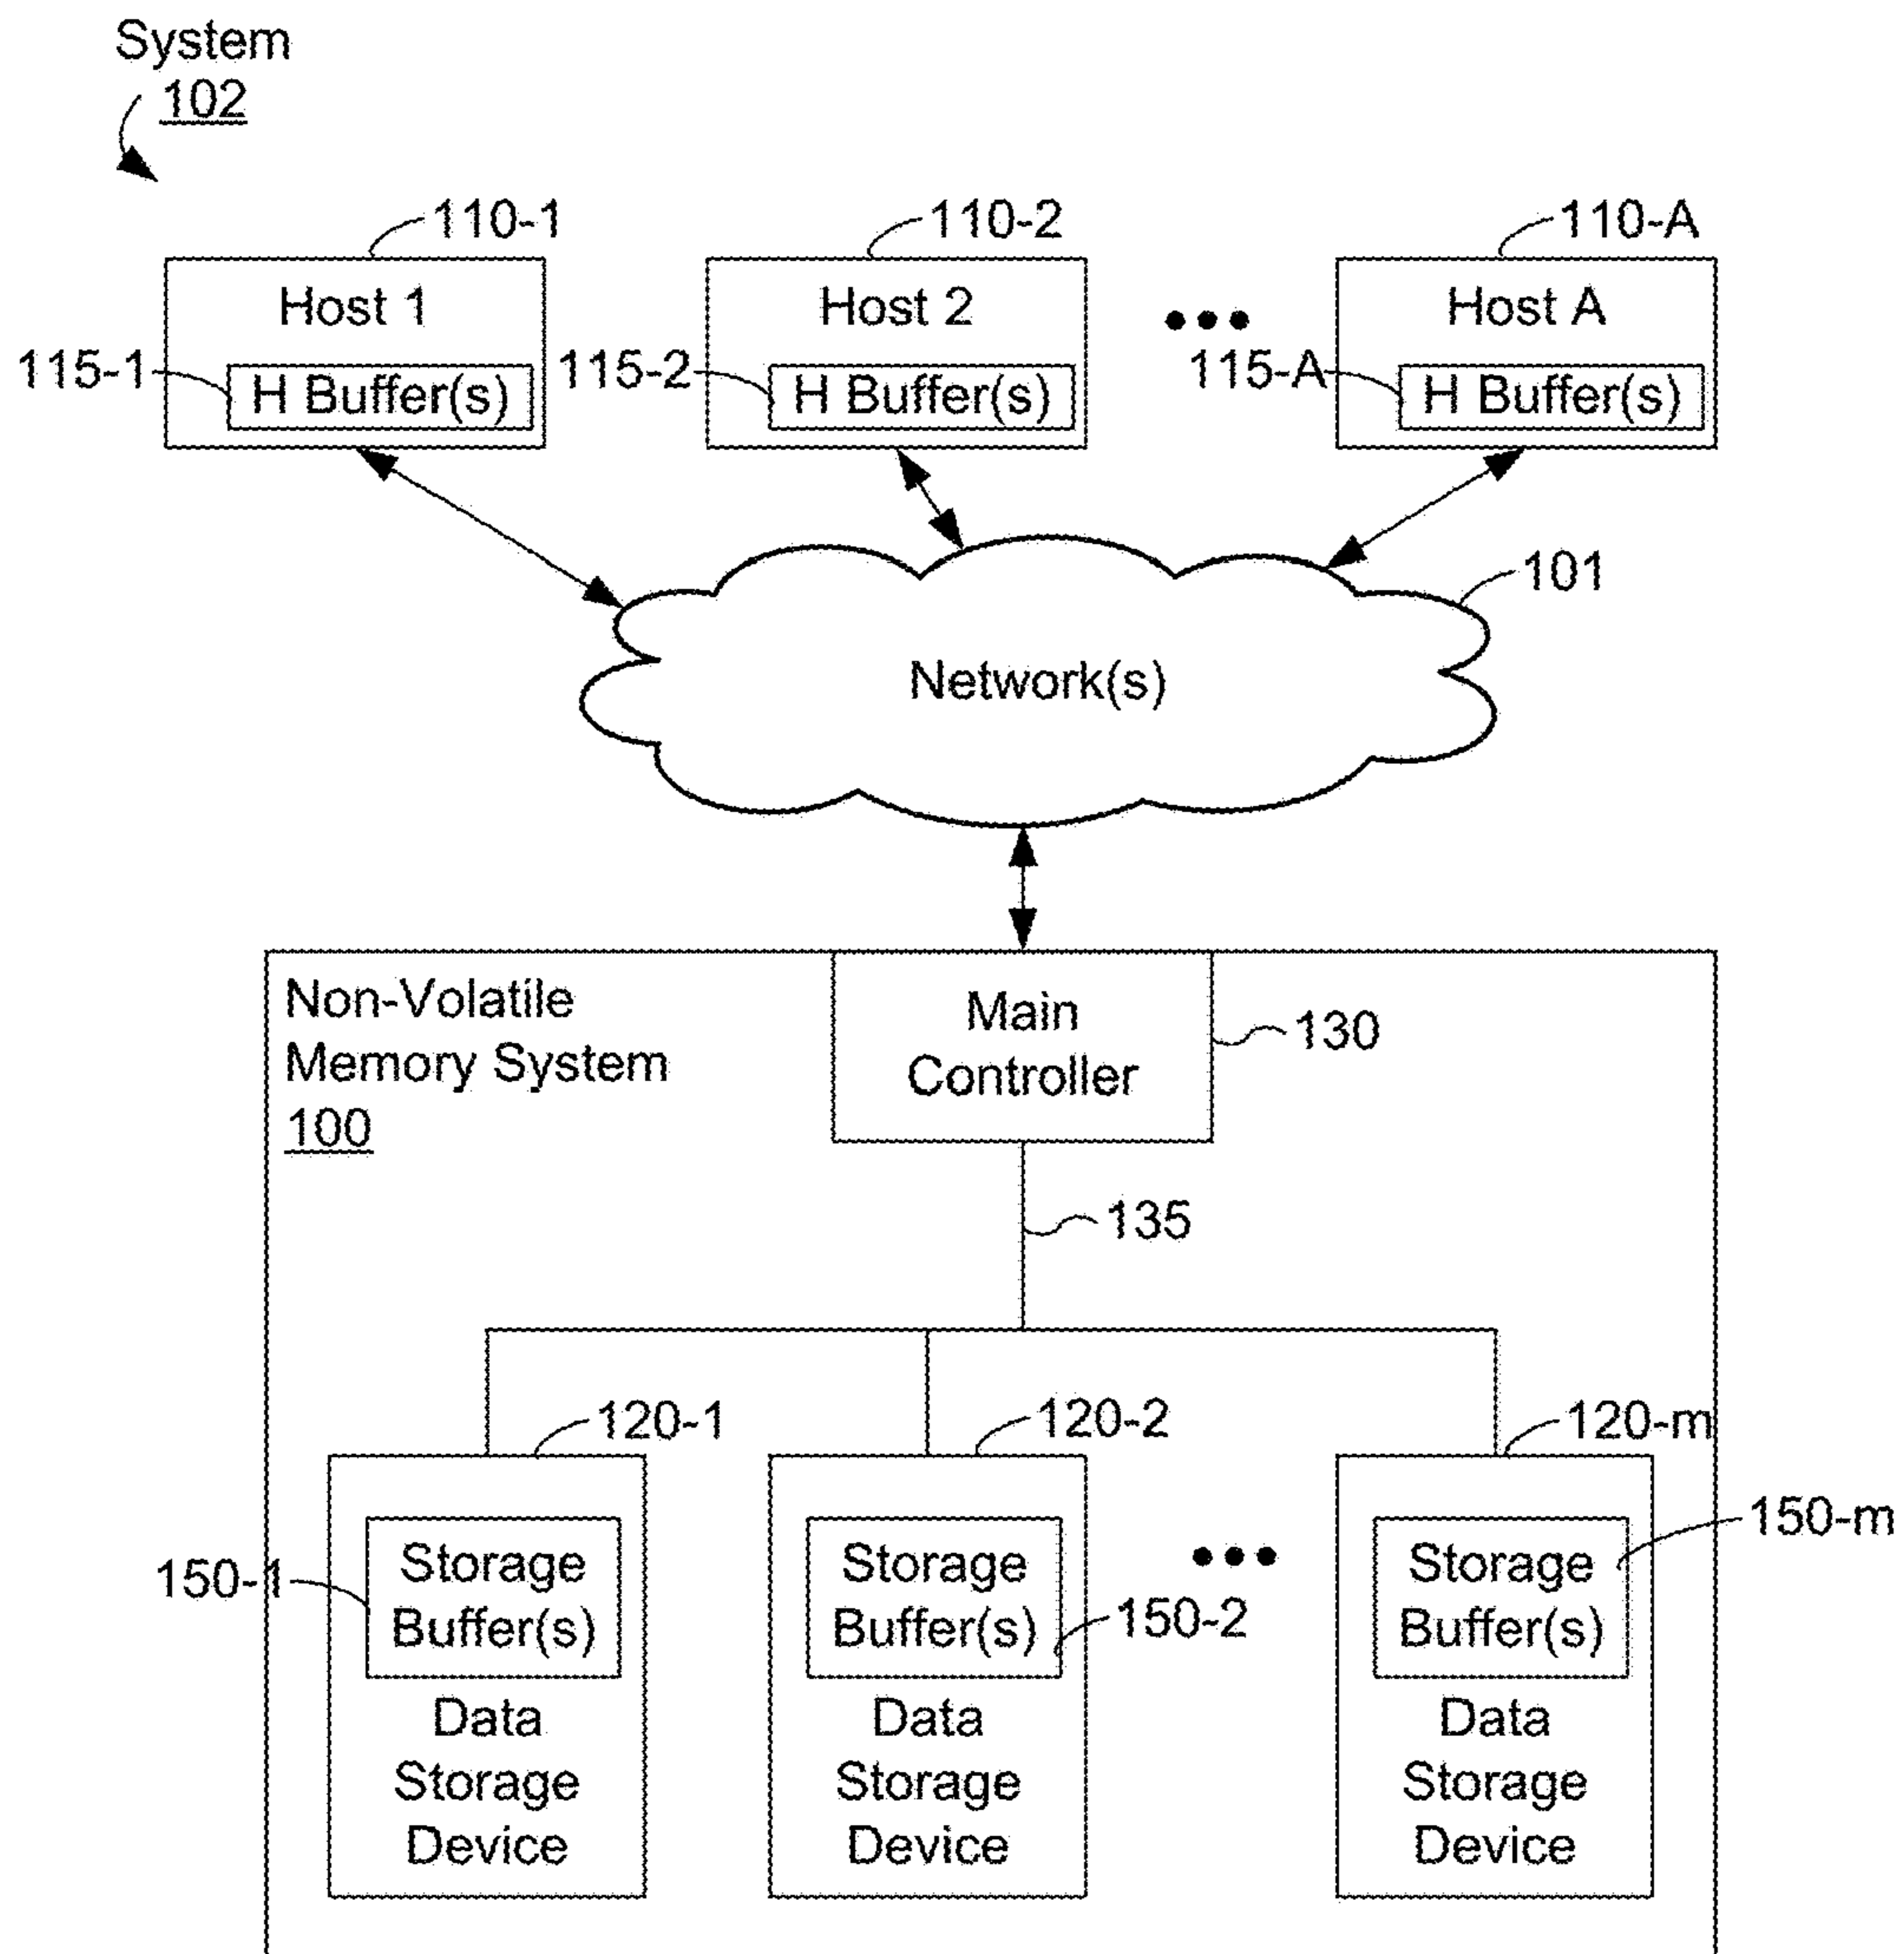 System
102
110-1
110-2
110-A
Host 1
Host 2
Host A
115-1
H Buffer(s)
115-2
H Buffer(s)
115-A
H Buffer(s)
101
Network(s)
Non-Volatile
Memory System
100
Main
Controller
130
135
120-1
120-2
120-m
150-1
Storage
Buffer(s)
Data
Storage
Device
Storage
Buffer(s)
150-2
Data
Storage
Device
150-m
Storage
Buffer(s)
Data
Storage
Device